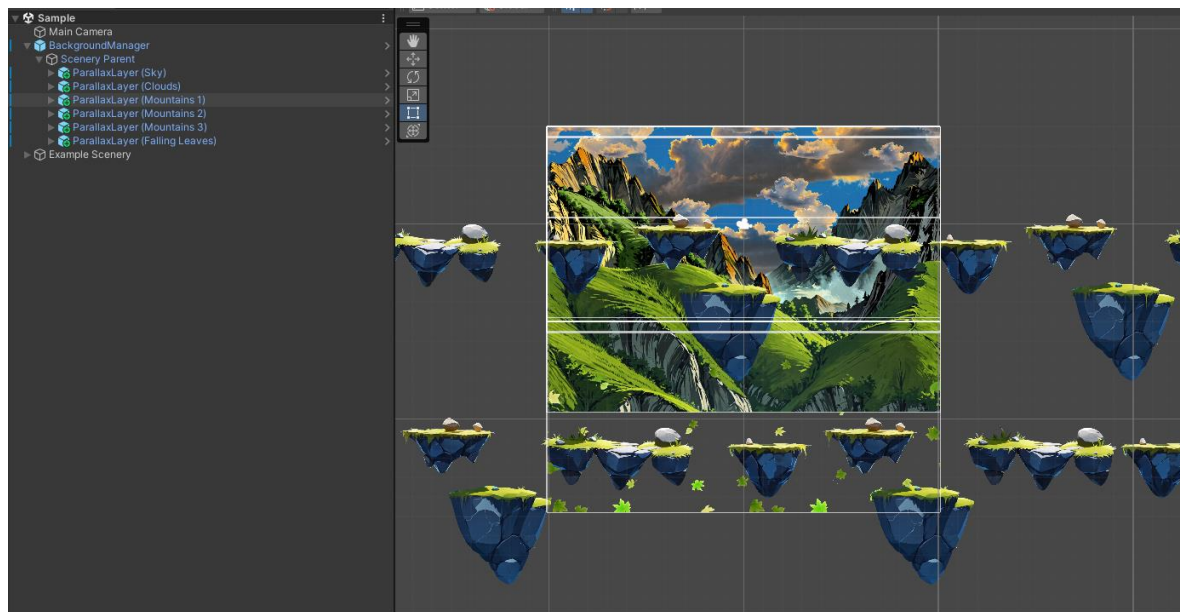 Sample
Main Camera
BackgroundManager
Scenery Parent
ParallaxLayer (Sky)
ParallaxLayer (Clouds)
ParallaxLayer (Mountains 1)
ParallaxLayer (Mountains 2)
ParallaxLayer (Mountains 3)
ParallaxLayer (Falling Leaves)
Example Scenery